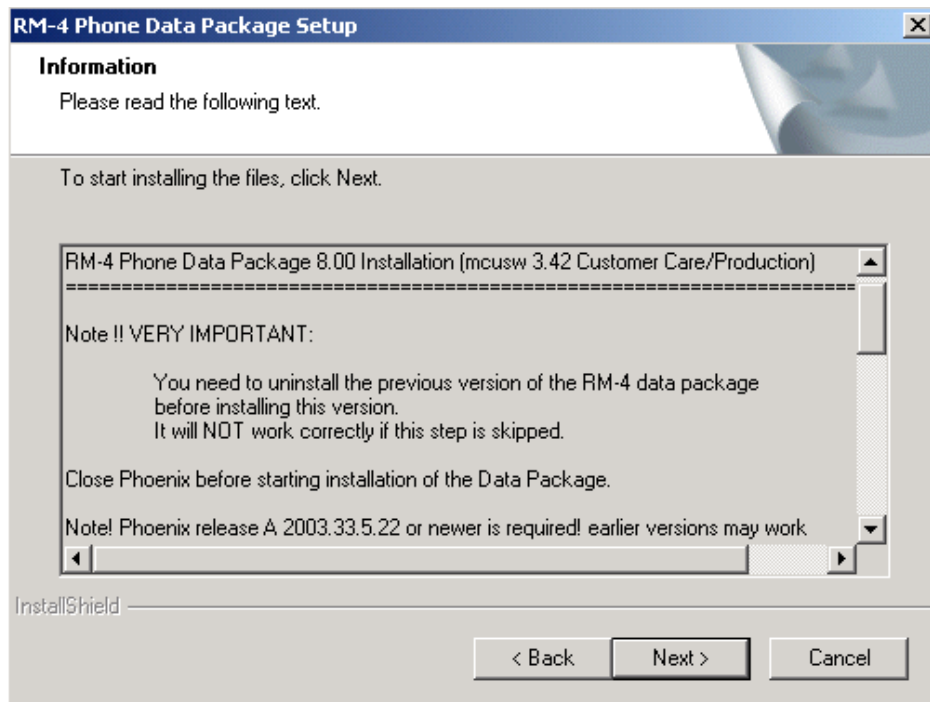 RM-4 Phone Data Package Setup
Information
Please read the following text.
To start installing the files, click Next.
RM-4 Phone Data Package 8.00 Installation (mcusw 3.42 Customer Care/Production)
=======================================================================
Note !! VERY IMPORTANT:
You need to uninstall the previous version of the RM-4 data package
before installing this version.
It will NOT work correctly if this step is skipped.
Close Phoenix before starting installation of the Data Package.
Note! Phoenix release A 2003.33.5.22 or newer is required! earlier versions may work
InstallShield
< Back
Next >
Cancel